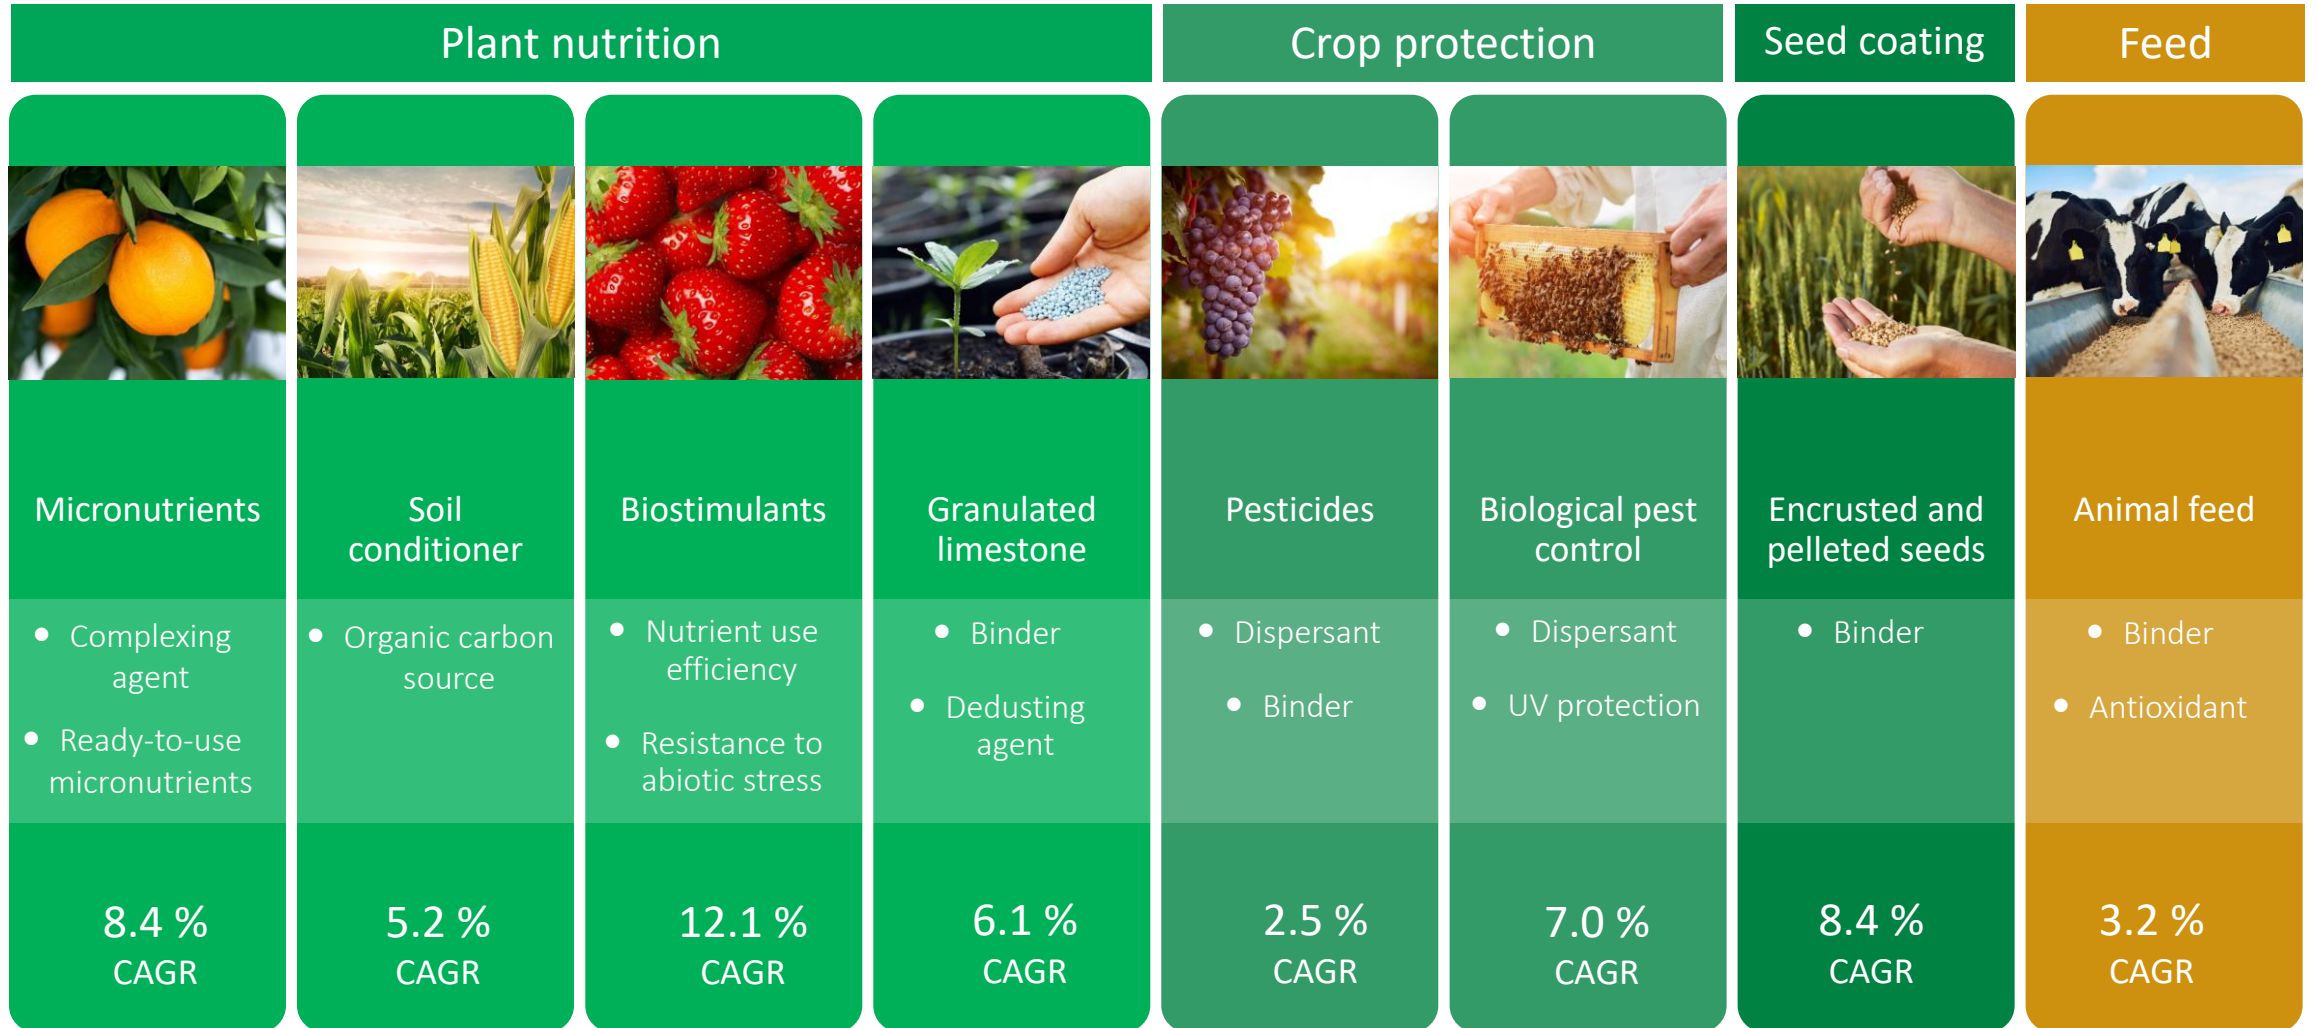 Plant nutrition
Crop protection
Seed coating
Feed
Micronutrients
• Complexing
agent
• Ready-to-use
micronutrients
8.4 %
CAGR
Soil
conditioner
• Organic carbon
source
5.2 %
CAGR
Biostimulants
• Nutrient use
efficiency
• Resistance to
abiotic stress
12.1 %
CAGR
Granulated
limestone
• Binder
• Dedusting
agent
6.1 %
CAGR
Pesticides
• Dispersant
• Binder
2.5 %
CAGR
Biological pest
control
• Dispersant
• UV protection
7.0 %
CAGR
Encrusted and
pelleted seeds
• Binder
8.4 %
CAGR
Animal feed
• Binder
• Antioxidant
3.2 %
CAGR